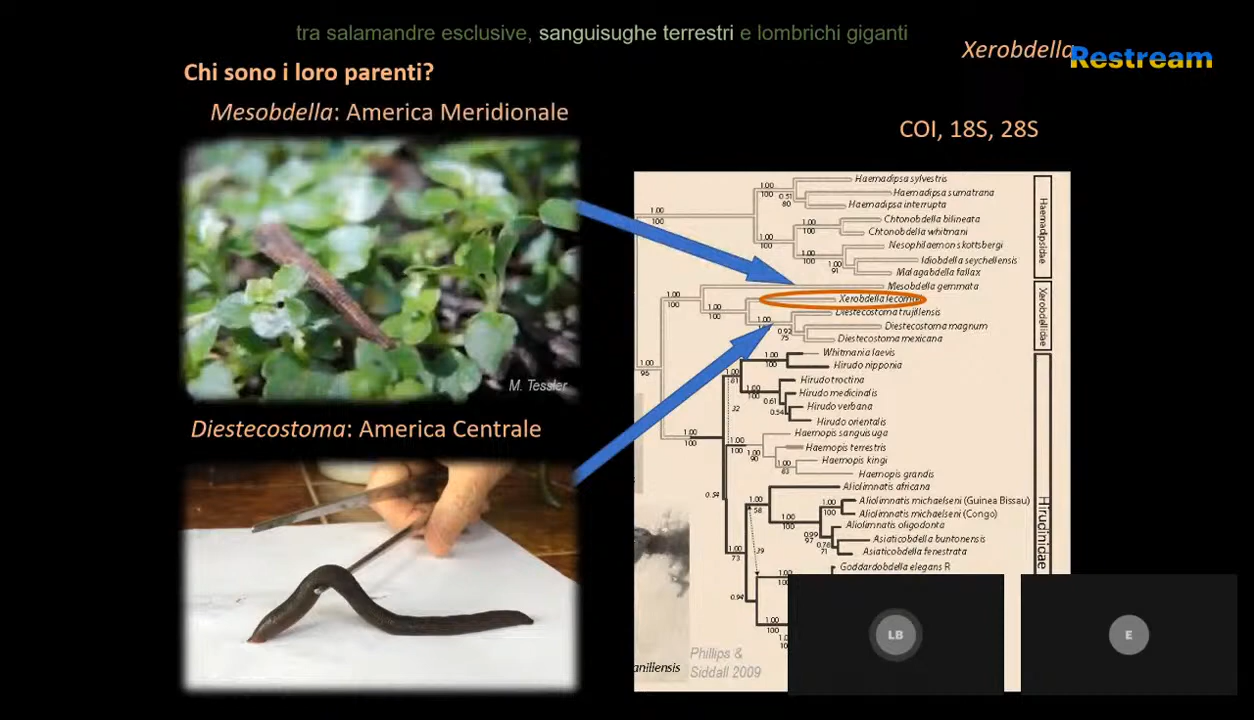 tra salamandre esclusive, sanguisughe terrestri e lombrichi giganti
Xerobdella
Restream
Chi sono i loro parenti?
Mesobdella: America Meridionale
COI, 18S, 28S
M. Tessler
Diestecostoma: America Centrale
Haemadipsa sylvestris
Haemadipsa sumatrana
Haemadipsa interrupta
Chtonobdella bilineata
Chtonobdella whitmani
Nesophilaemon skottsbergi
Idiobdella seychellensis
Malagabdella fallax
Mesobdella gemmata
Xerobdella
Diestecostoma trujillensis
Diestecostoma magnum
Diestecostoma mexicana
Whitmania laevis
Hirudo nipponia
Hirudo troctina
Hirudo medicinalis
Hirudo verbana
Hirudo orientalis
Haemopis sanguisuga
Haemopis terrestris
Haemopis kingi
Haemopis grandis
Aliolimnatis africana
Aliolimnatis michaelseni (Guinea Bissau)
Aliolimnatis michaelseni (Congo)
Aliolimnatis oligodonta
Asiaticobdella buntonensis
Asiaticobdella fenestrata
Goddardobdella elegans R
Haemadipsidae
Xerobdellidae
Hirudinidae
aniliensis
Phillips &
Siddall 2009
LB
E